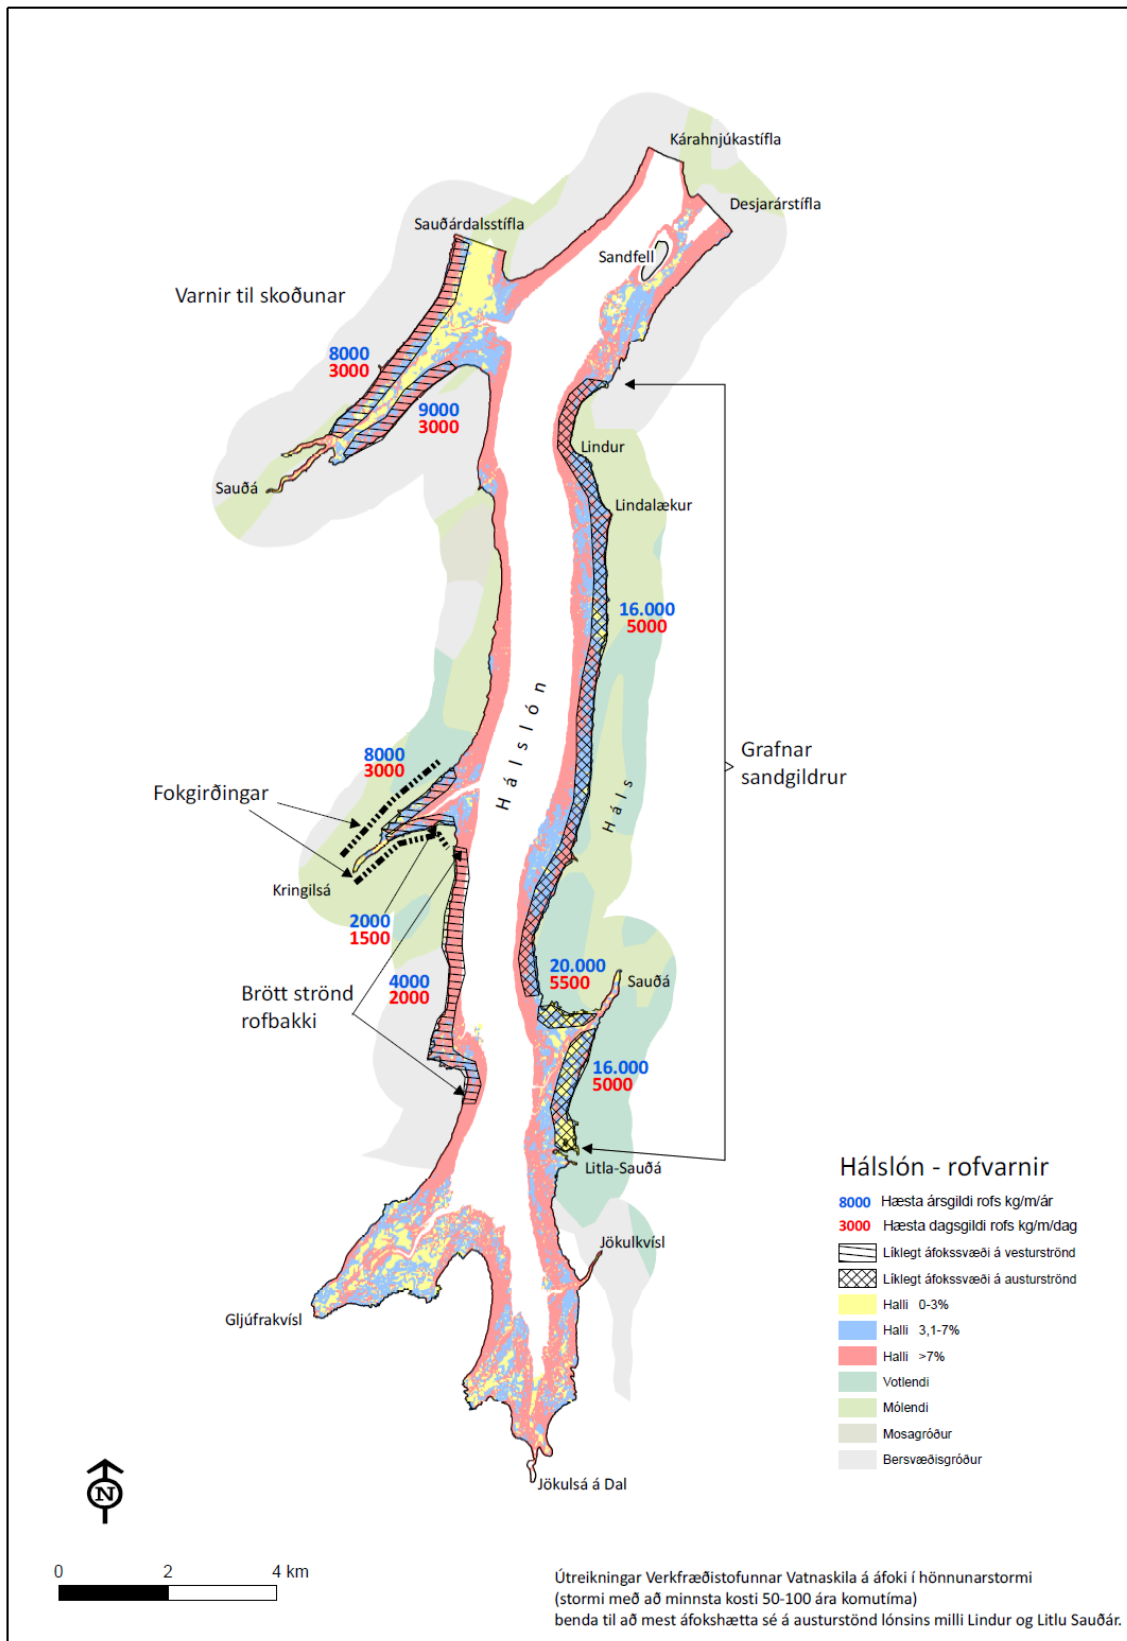 Kárahnjúkastífla
Desjarárstífla
Sauðárdalsstífla
Sandfell
Varnir til skoðunar
8000
3000
9000
3000
Lindur
Sauðá
Lindalækur
16.000
5000
Hálslón
Háls
Grafnar
sandgildrur
8000
3000
Fokgirðingar
Kringilsá
2000
1500
4000
2000
Brött strönd
rofbakki
20.000
5500
Sauðá
16.000
5000
Litla-Sauðá
Jökulkvísl
Gljúfrakvísl
Jökulsá á Dal
Hálslón - rofvarnir
8000 Hæsta ársgildi rofs kg/m/ár
3000 Hæsta dagsgildi rofs kg/m/dag
Líklegt áfokssvæði á vesturströnd
Líklegt áfokssvæði á austurströnd
Halli 0-3%
Halli 3,1-7%
Halli >7%
Votlendi
Mólendi
Mosagróður
Bersvæðisgróður
N
0 2 4 km
Útreikningar Verkfræðistofunnar Vatnaskila á áfoki í hönnunarstormi
(stormi með að minnsta kosti 50-100 ára komutíma)
benda til að mest áfokshætta sé á austurstönd lónsins milli Lindur og Litlu Sauðár.